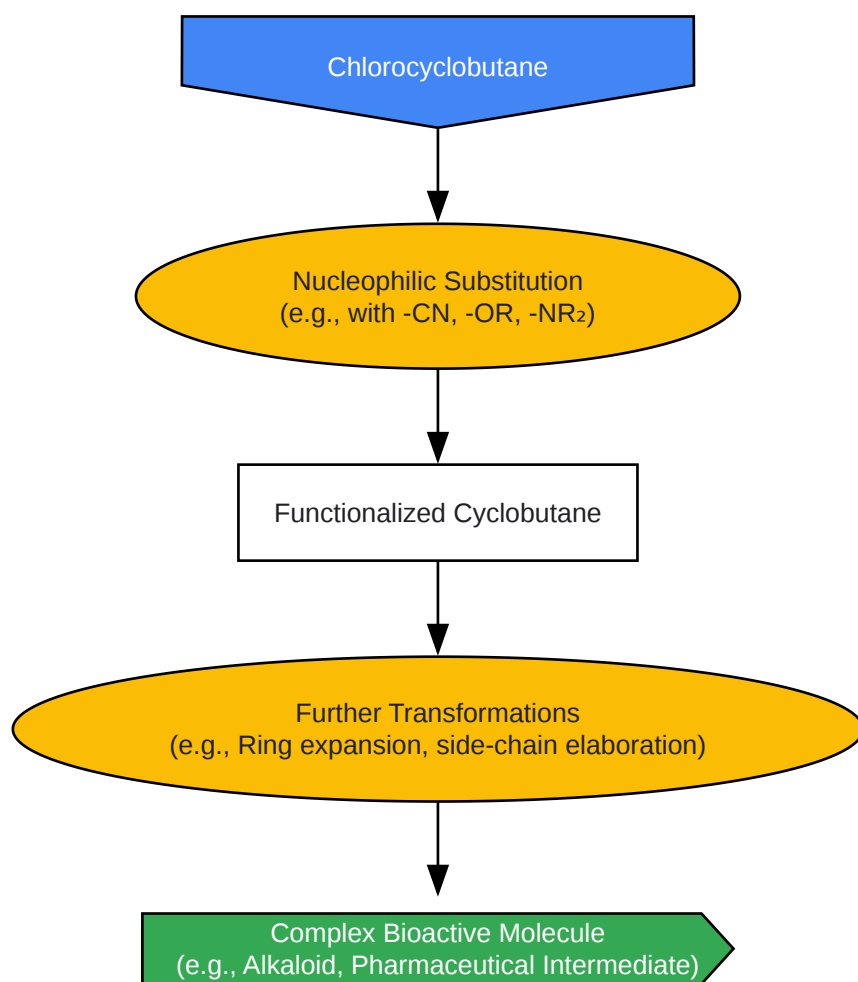 Chlorocyclobutane
Nucleophilic Substitution
(e.g., with -CN, -OR, -NR₂)
Functionalized Cyclobutane
Further Transformations
(e.g., Ring expansion, side-chain elaboration)
Complex Bioactive Molecule
(e.g., Alkaloid, Pharmaceutical Intermediate)